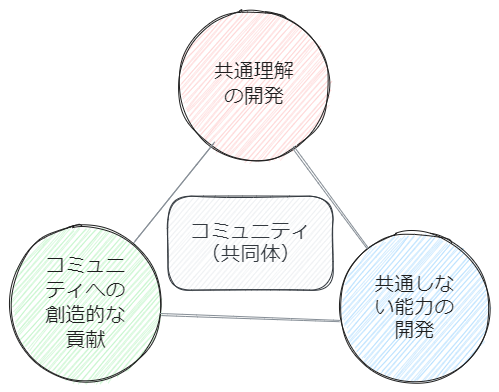 共通理解
の開発
コミュニティ
（共同体）
コミュニ
ティへの
創造的な
貢献
共通しな
い能力の
開発